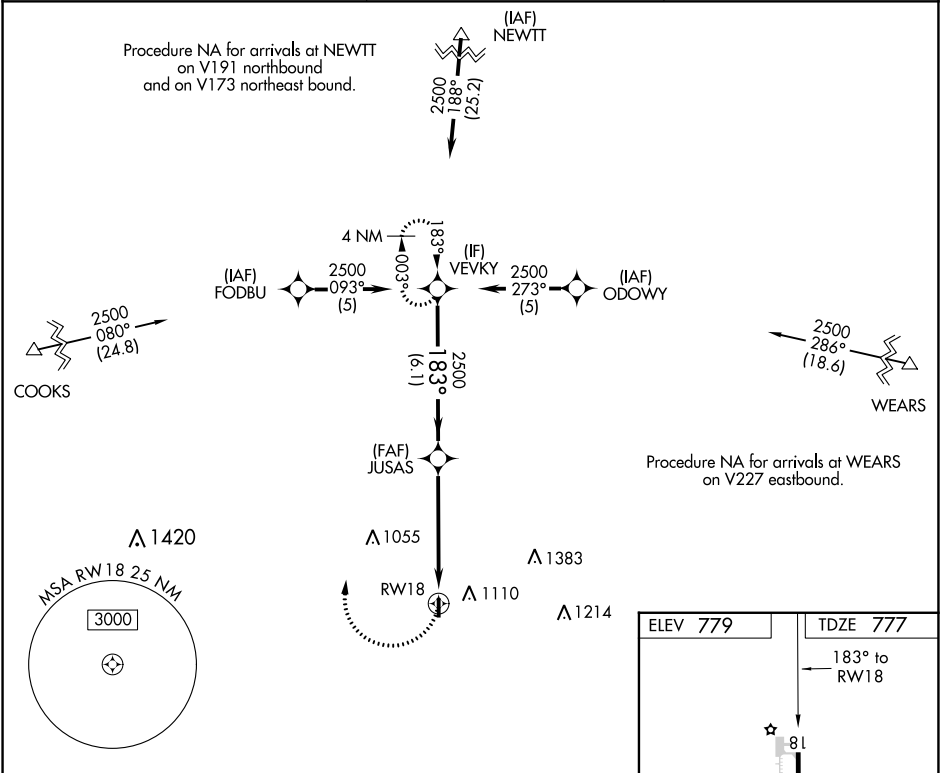 (IAF)
NEWTT
Procedure NA for arrivals at NEWTT
on V191 northbound
and on V173 northeast bound.
2500
188°
(25.2)
4 NM
183°
003°
(IF)
VEVKY
(IAF)
FODBU
2500
093°
(5)
2500
273°
(5)
(IAF)
ODOWY
2500
080°
(24.8)
COOKS
2500
286°
(18.6)
WEARS
2500
183°
(6.1)
(FAF)
JUSAS
Procedure NA for arrivals at WEARS
on V227 eastbound.
1420
1055
1383
RW18
1110
1214
MSA RW18 25 NM
3000
ELEV 779
TDZE 777
183° to
RW18
18